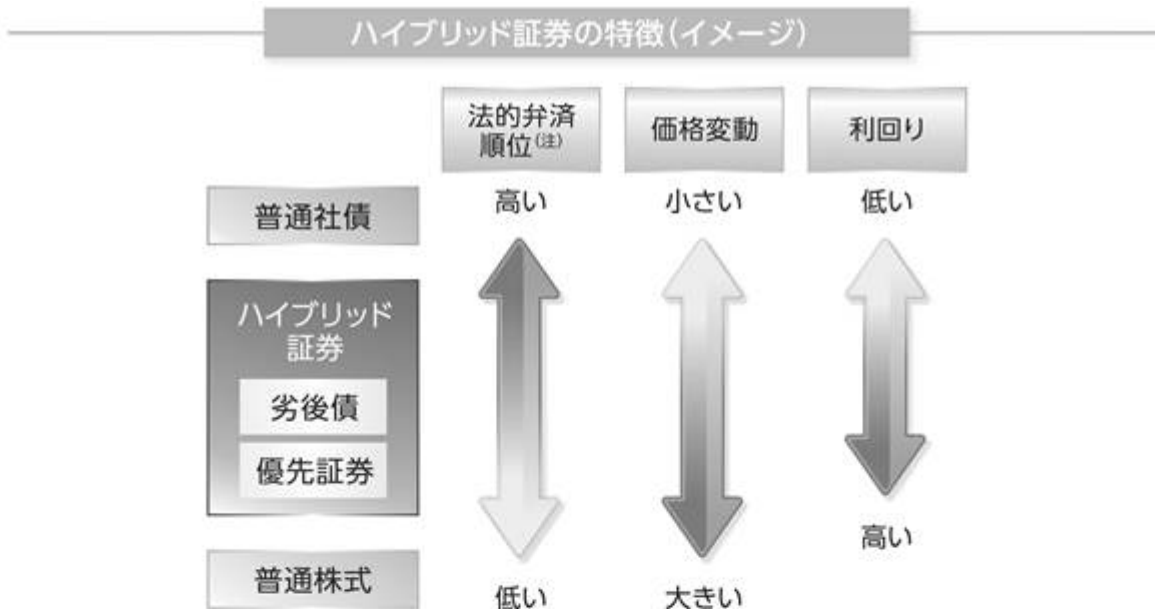 ハイブリッド証券の特徴(イメージ)
法的弁済
順位(注)
価格変動
利回り
普通社債
高い
小さい
低い
ハイブリッド
証券
劣後債
優先証券
高い
普通株式
低い
大きい